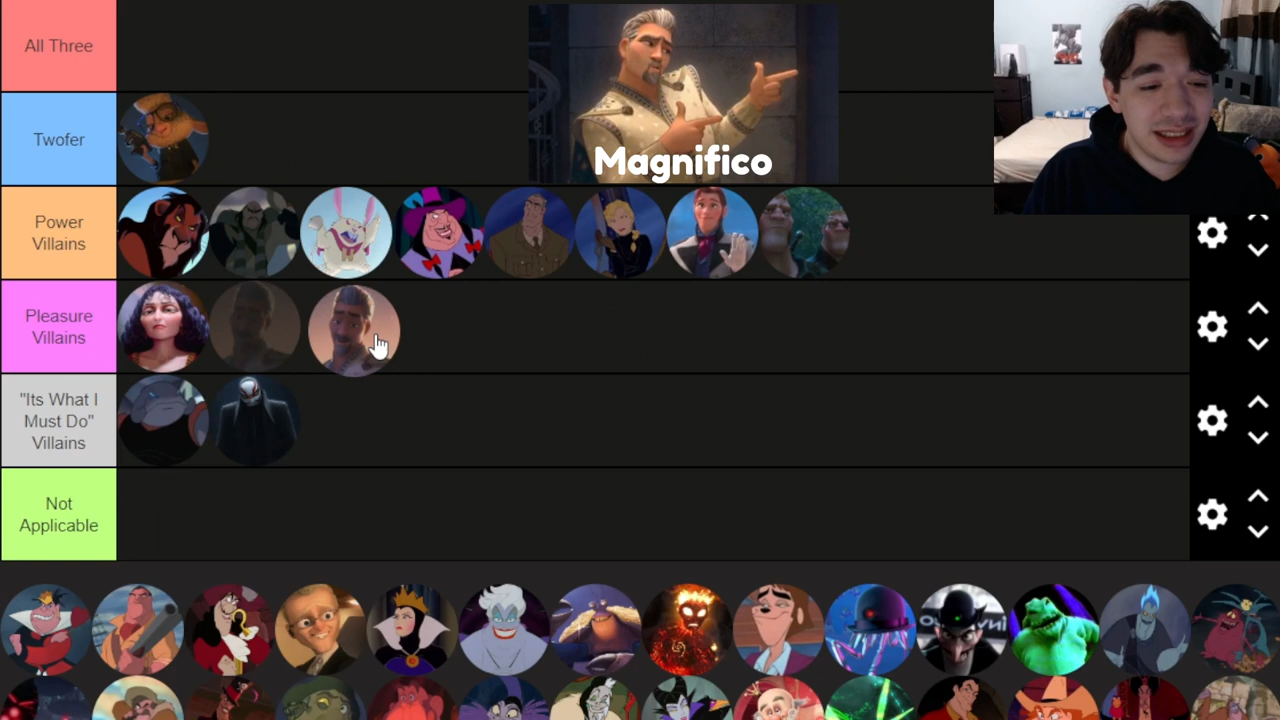 All Three
Magnifico
Twofer
Power
Villains
Pleasure
Villains
"Its What I
Must Do"
Villains
Not
Applicable